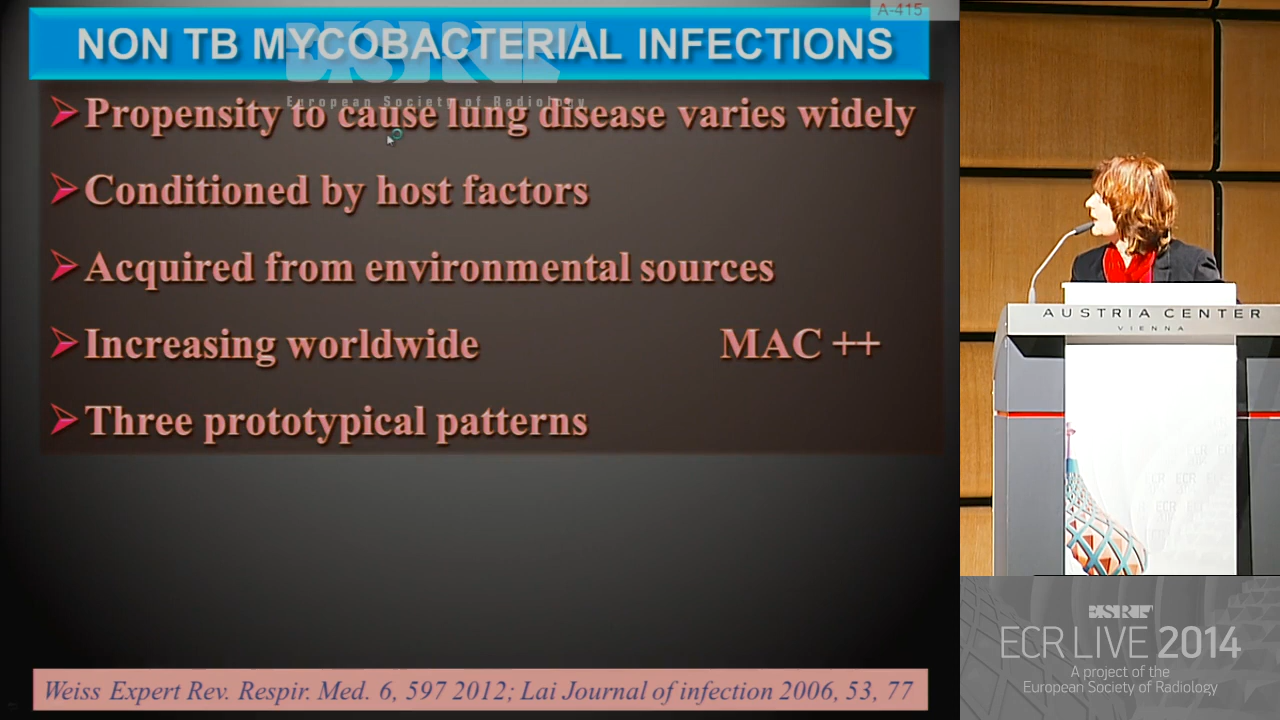 A-415
NON TB MYCOBACTERIAL INFECTIONS
European Society of Radiology
Propensity to cause lung disease varies widely
Conditioned by host factors
Acquired from environmental sources
Increasing worldwide MAC ++
Three prototypical patterns
Weiss Expert Rev. Respir. Med. 6, 597 2012; Lai Journal of infection 2006, 53, 77
AUSTRIA CENTER
VIENNA
ECR LIVE 2014
A project of the
European Society of Radiology